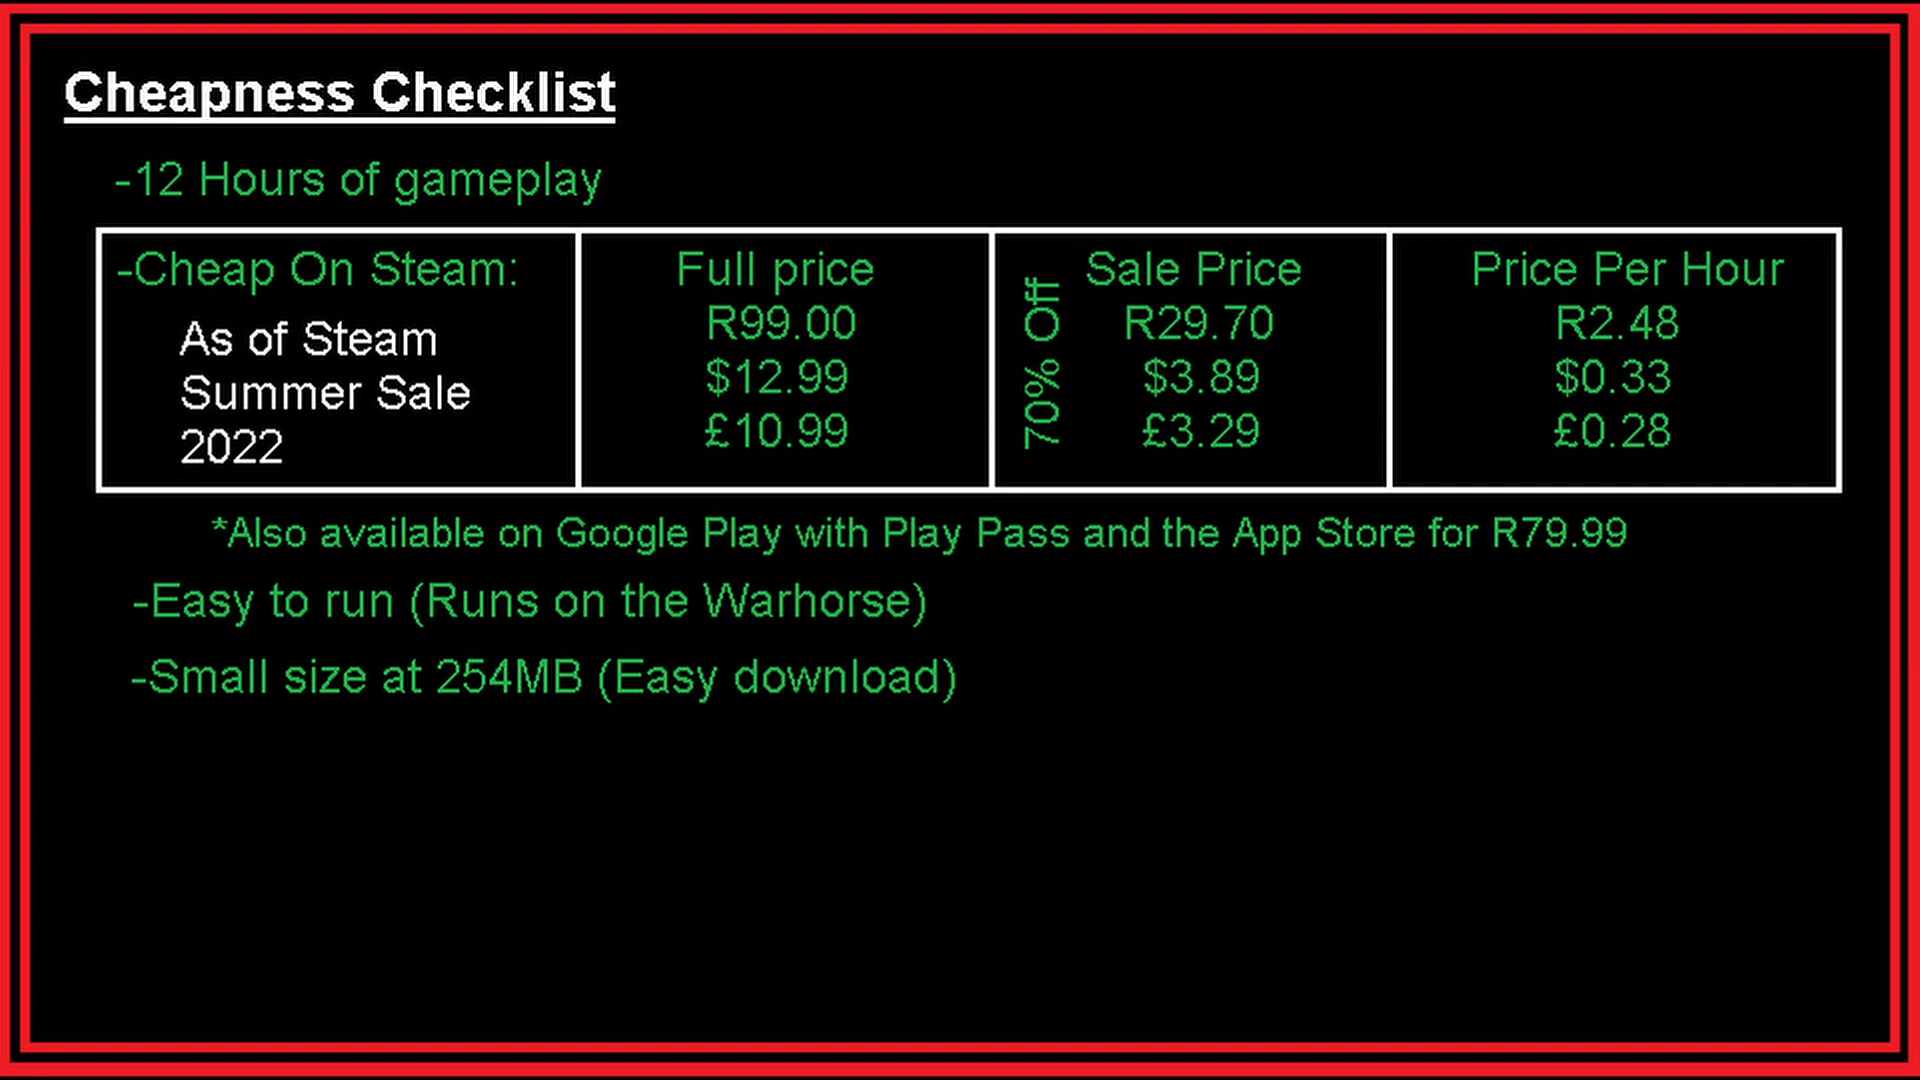 Cheapness Checklist
-12 Hours of gameplay
-Cheap On Steam:
As of Steam
Summer Sale
2022
Full price
R99.00
$12.99
£10.99
70% Off
Sale Price
R29.70
$3.89
£3.29
Price Per Hour
R2.48
$0.33
£0.28
*Also available on Google Play with Play Pass and the App Store for R79.99
-Easy to run (Runs on the Warhorse)
-Small size at 254MB (Easy download)